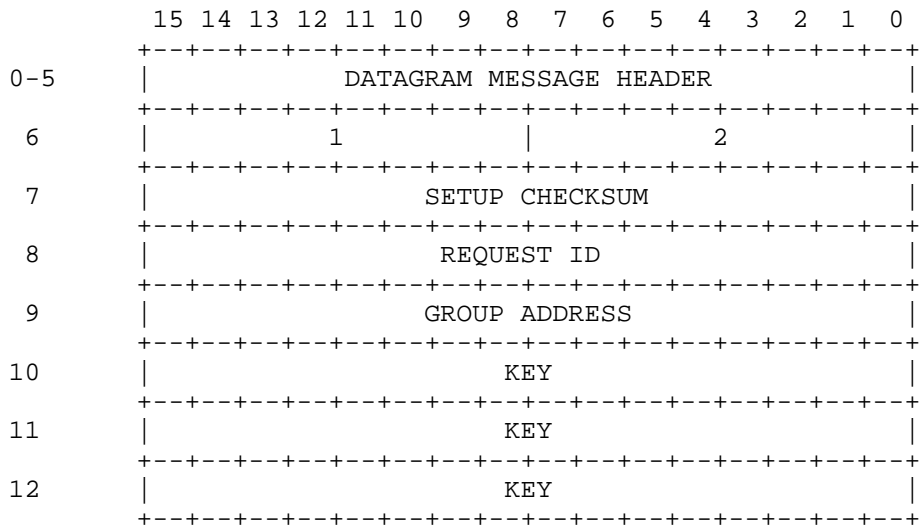 15 14 13 12 11 10 9 8 7 6 5 4 3 2 1 0
+--+--+--+--+--+--+--+--+--+--+--+--+--+--+--+--+
0-5 | DATAGRAM MESSAGE HEADER |
+--+--+--+--+--+--+--+--+--+--+--+--+--+--+--+--+
6 | 1 | 2 |
+--+--+--+--+--+--+--+--+--+--+--+--+--+--+--+--+
7 | SETUP CHECKSUM |
+--+--+--+--+--+--+--+--+--+--+--+--+--+--+--+--+
8 | REQUEST ID |
+--+--+--+--+--+--+--+--+--+--+--+--+--+--+--+--+
9 | GROUP ADDRESS |
+--+--+--+--+--+--+--+--+--+--+--+--+--+--+--+--+
10 | KEY |
+--+--+--+--+--+--+--+--+--+--+--+--+--+--+--+--+
11 | KEY |
+--+--+--+--+--+--+--+--+--+--+--+--+--+--+--+--+
12 | KEY |
+--+--+--+--+--+--+--+--+--+--+--+--+--+--+--+--+